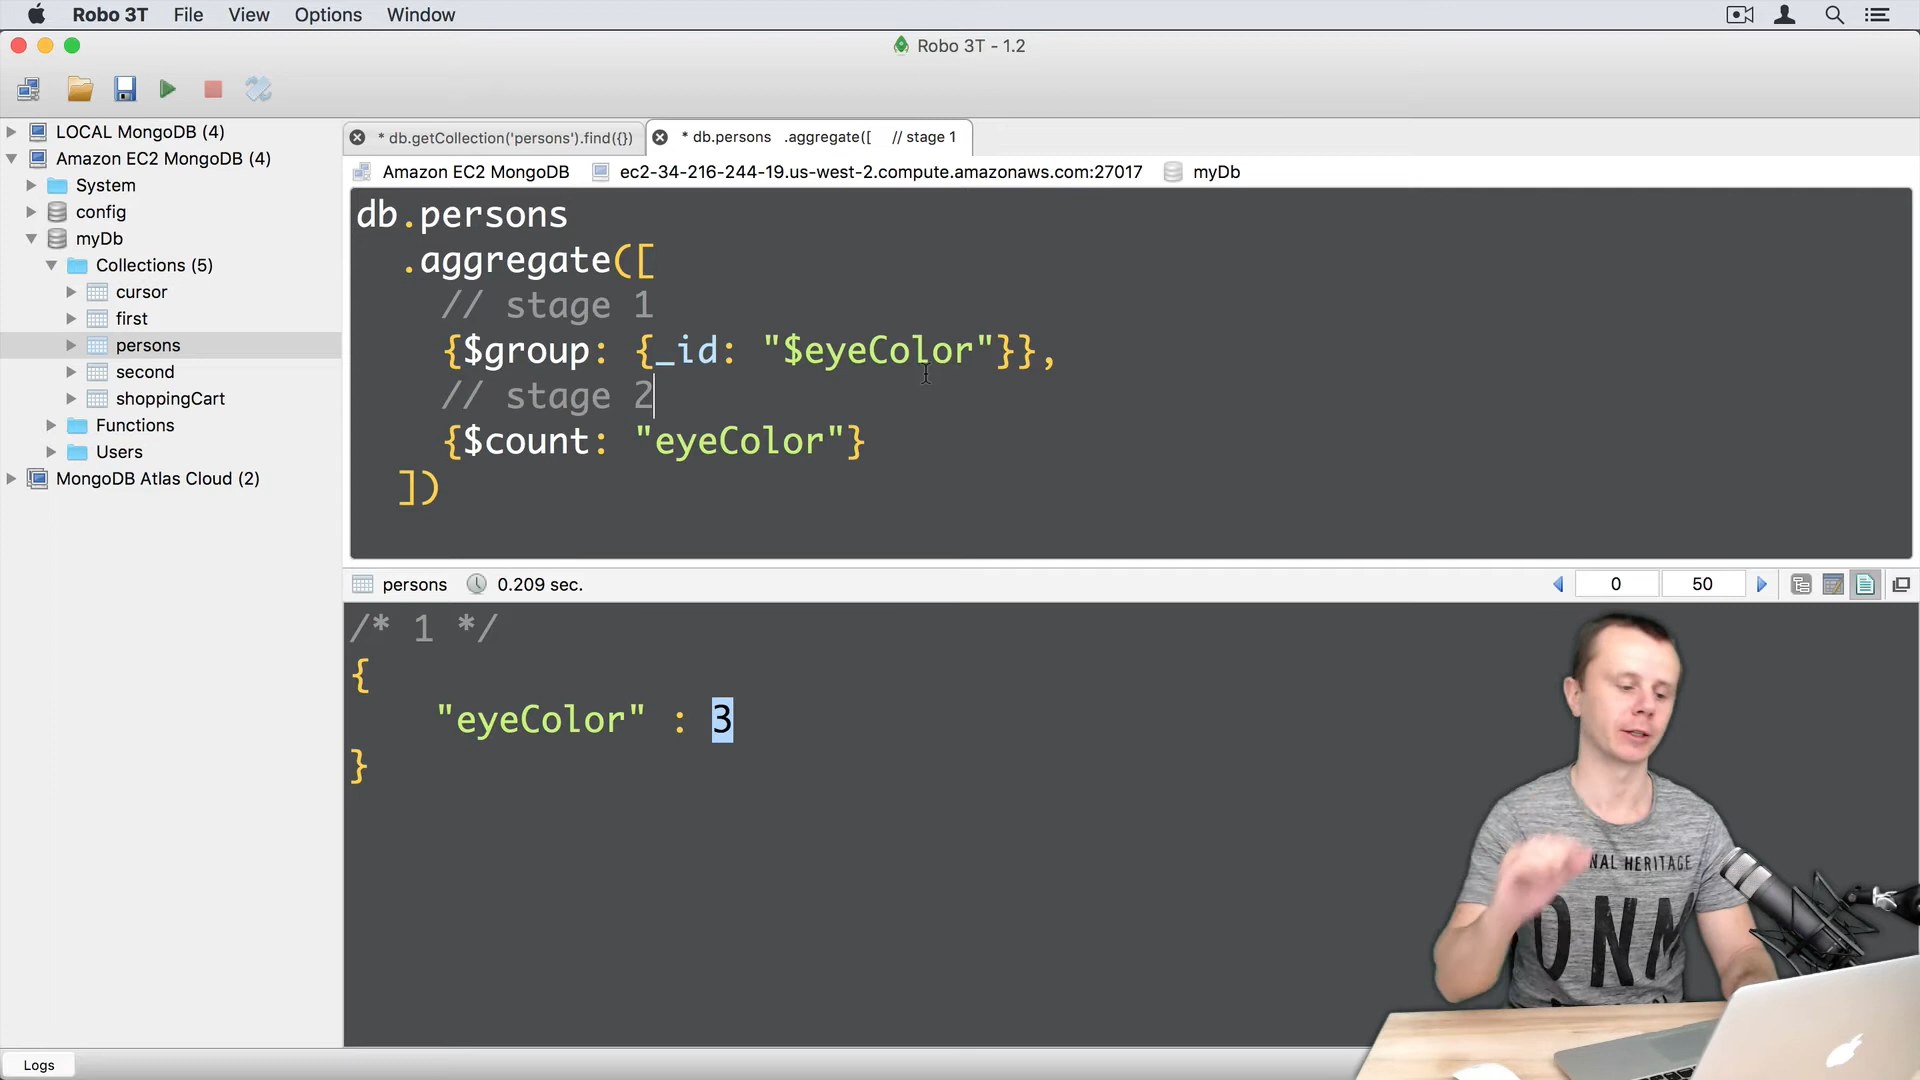 Robo 3T File View Options Window
Robo 3T - 1.2
LOCAL MongoDB (4)
Amazon EC2 MongoDB (4)
System
config
myDb
Collections (5)
cursor
first
persons
second
shoppingCart
Functions
Users
MongoDB Atlas Cloud (2)
* db.getCollection('persons').find({})
* db.persons .aggregate([ // stage 1
Amazon EC2 MongoDB ec2-34-216-244-19.us-west-2.compute.amazonaws.com:27017 myDb
db.persons
.aggregate([
// stage 1
{$group: {_id: "$eyeColor"}},
// stage 2
{$count: "eyeColor"}
])
persons 0.209 sec. 0 50
/* 1 */
{
"eyeColor" : 3
}
NAL HERITAGE
Logs